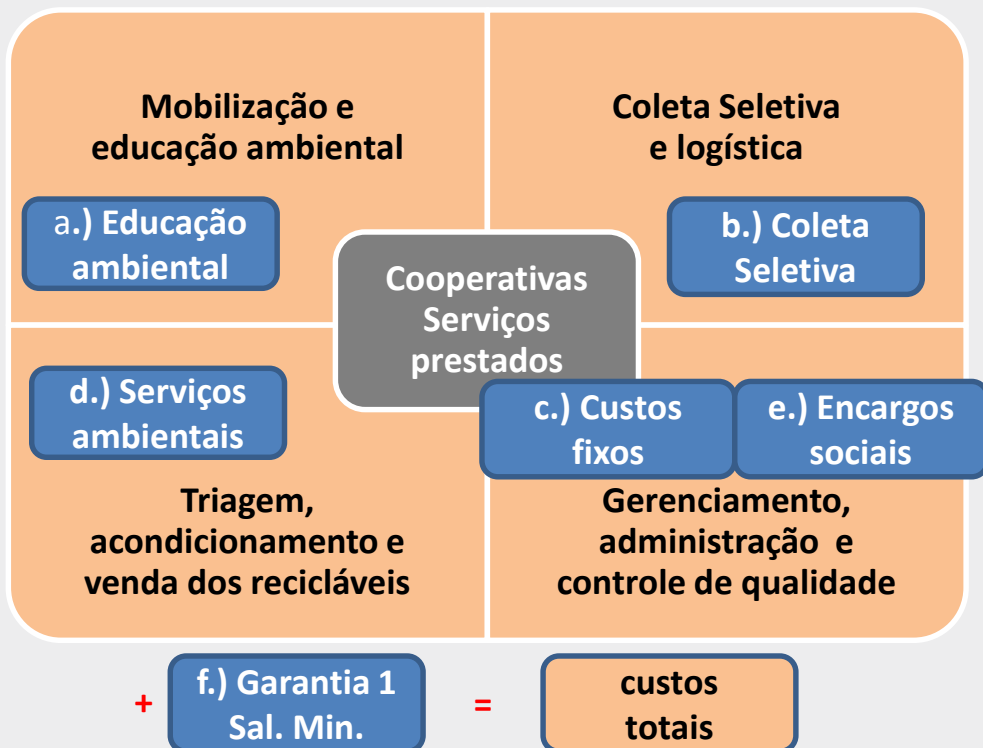 Mobilização e
educação ambiental
a.) Educação
ambiental
Coleta Seletiva
e logística
b.) Coleta
Seletiva
Cooperativas
Serviços
prestados
d.) Serviços
ambientais
Triagem,
acondicionamento e
venda dos recicláveis
c.) Custos
fixos
e.) Encargos
sociais
Gerenciamento,
administração e
controle de qualidade
+
f.) Garantia 1
Sal. Min.
=
custos
totais